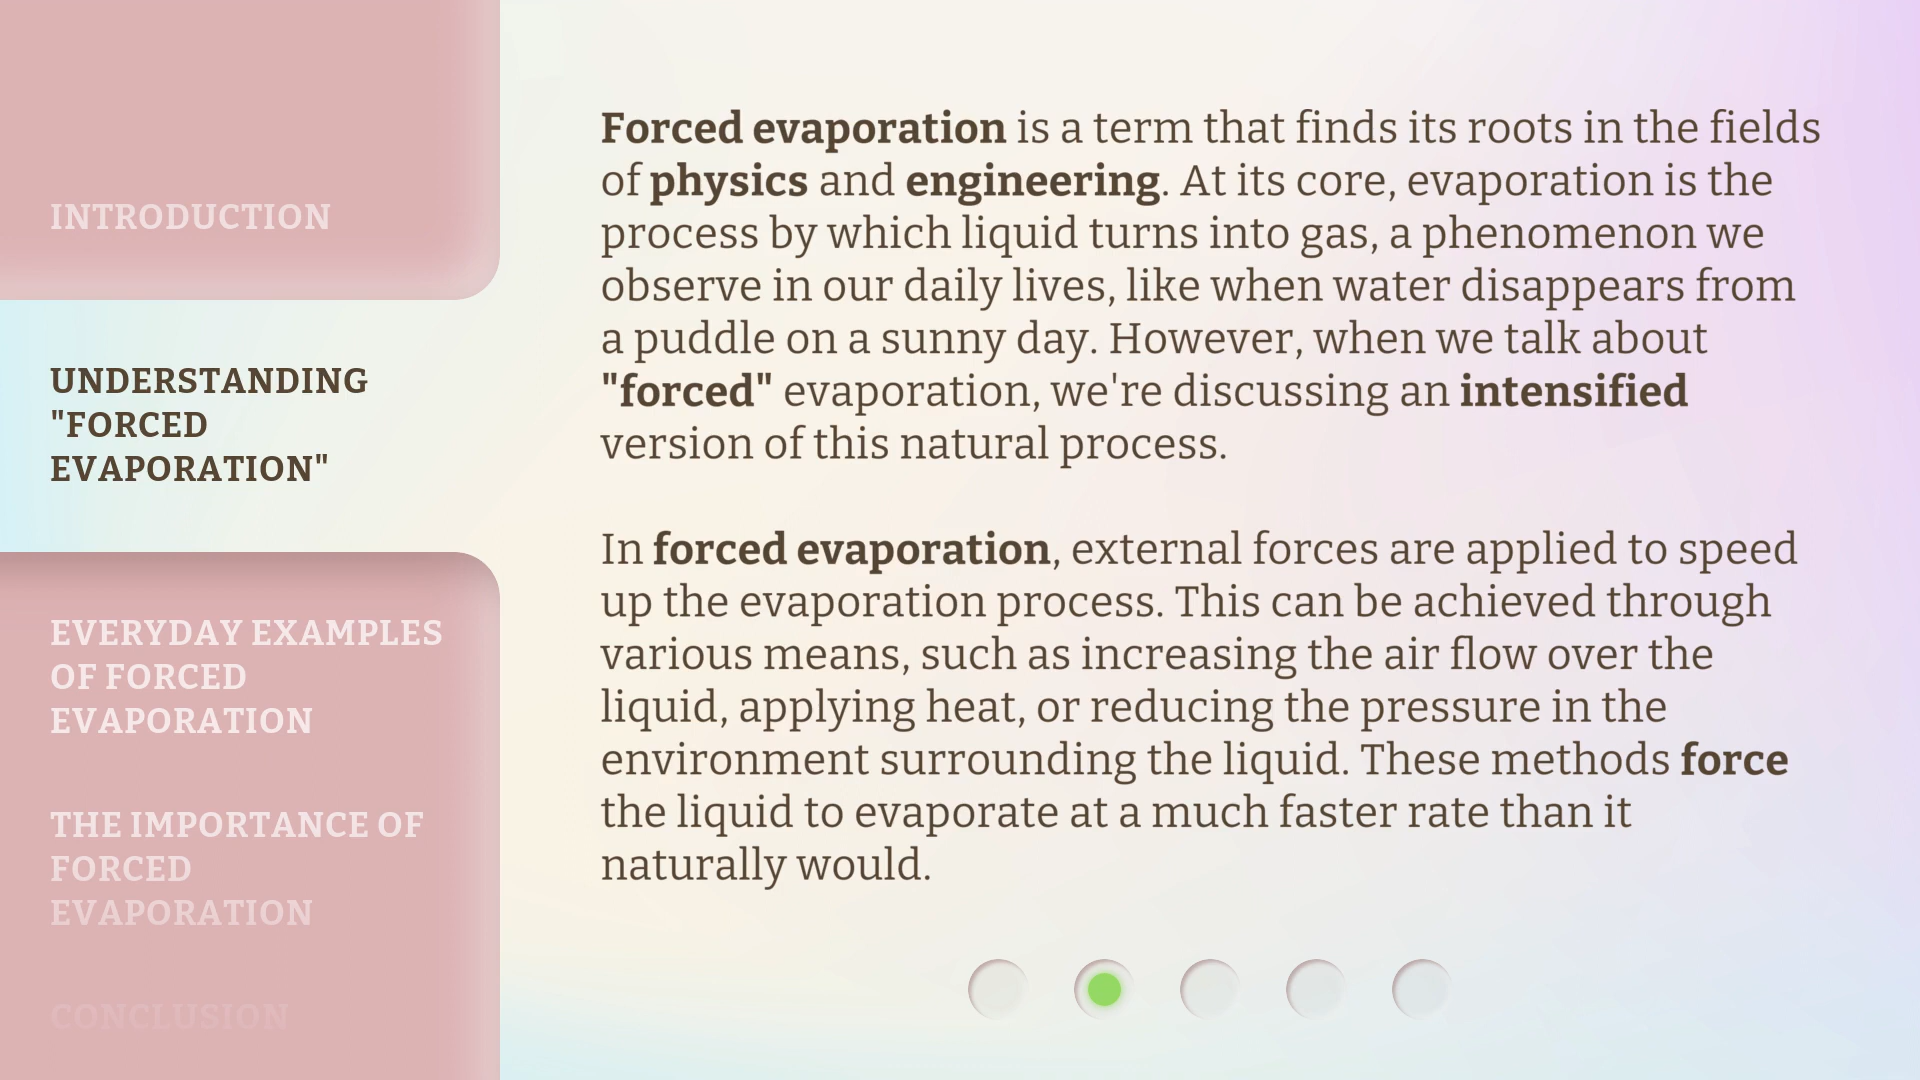 INTRODUCTION
UNDERSTANDING
"FORCED
EVAPORATION"
EVERYDAY EXAMPLES
OF FORCED
EVAPORATION
THE IMPORTANCE OF
FORCED
EVAPORATION
CONCLUSION
Forced evaporation is a term that finds its roots in the fields
of physics and engineering. At its core, evaporation is the
process by which liquid turns into gas, a phenomenon we
observe in our daily lives, like when water disappears from
a puddle on a sunny day. However, when we talk about
"forced" evaporation, we're discussing an intensified
version of this natural process.
In forced evaporation, external forces are applied to speed
up the evaporation process. This can be achieved through
various means, such as increasing the air flow over the
liquid, applying heat, or reducing the pressure in the
environment surrounding the liquid. These methods force
the liquid to evaporate at a much faster rate than it
naturally would.